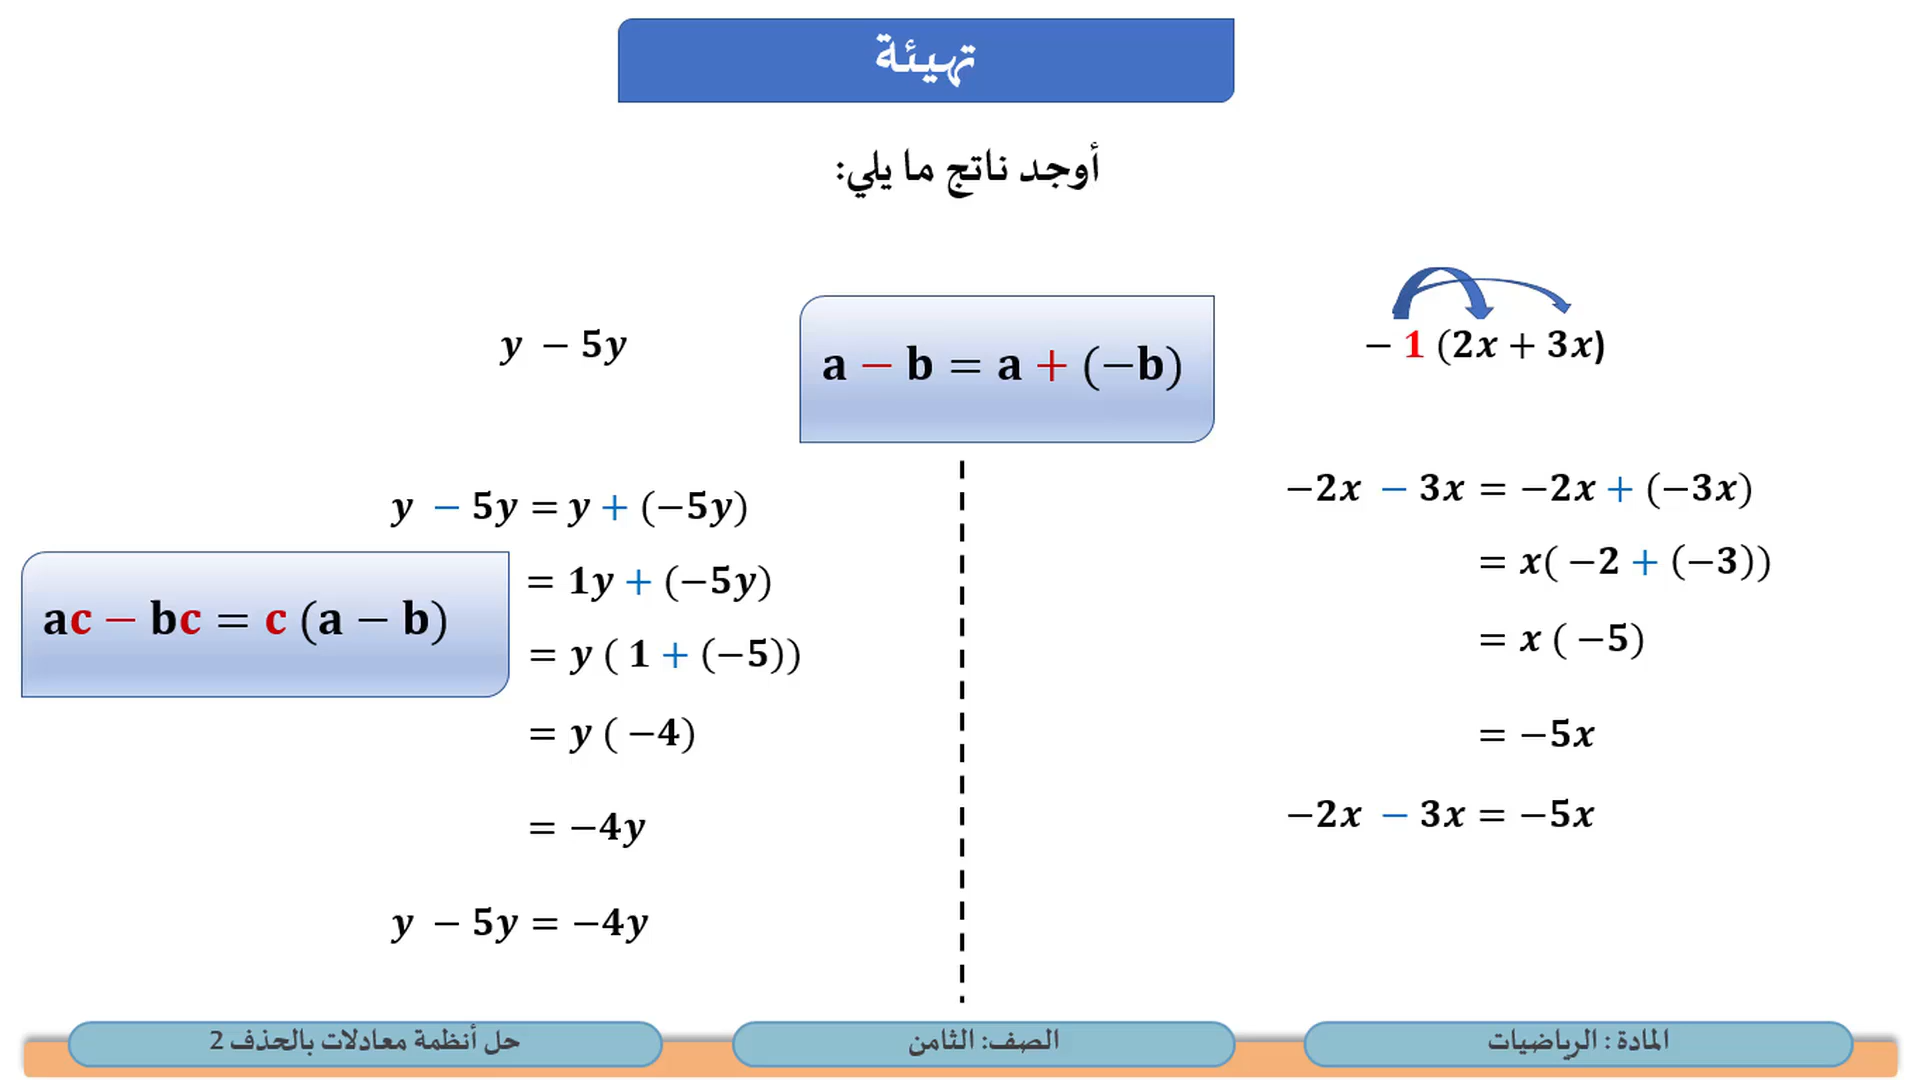 تهيئة
أوجد ناتج ما يلي:
− 1 (2x + 3x)
−2x − 3x = −2x + (−3x)
= x( −2 + (−3))
= x ( −5)
= −5x
−2x − 3x = −5x
a − b = a + (−b)
y − 5y
y − 5y = y + (−5y)
= 1y + (−5y)
= y ( 1 + (−5))
= y ( −4)
= −4y
y − 5y = −4y
ac − bc = c (a − b)
المادة : الرياضيات
الصف: الثامن
حل أنظمة معادلات بالحذف 2